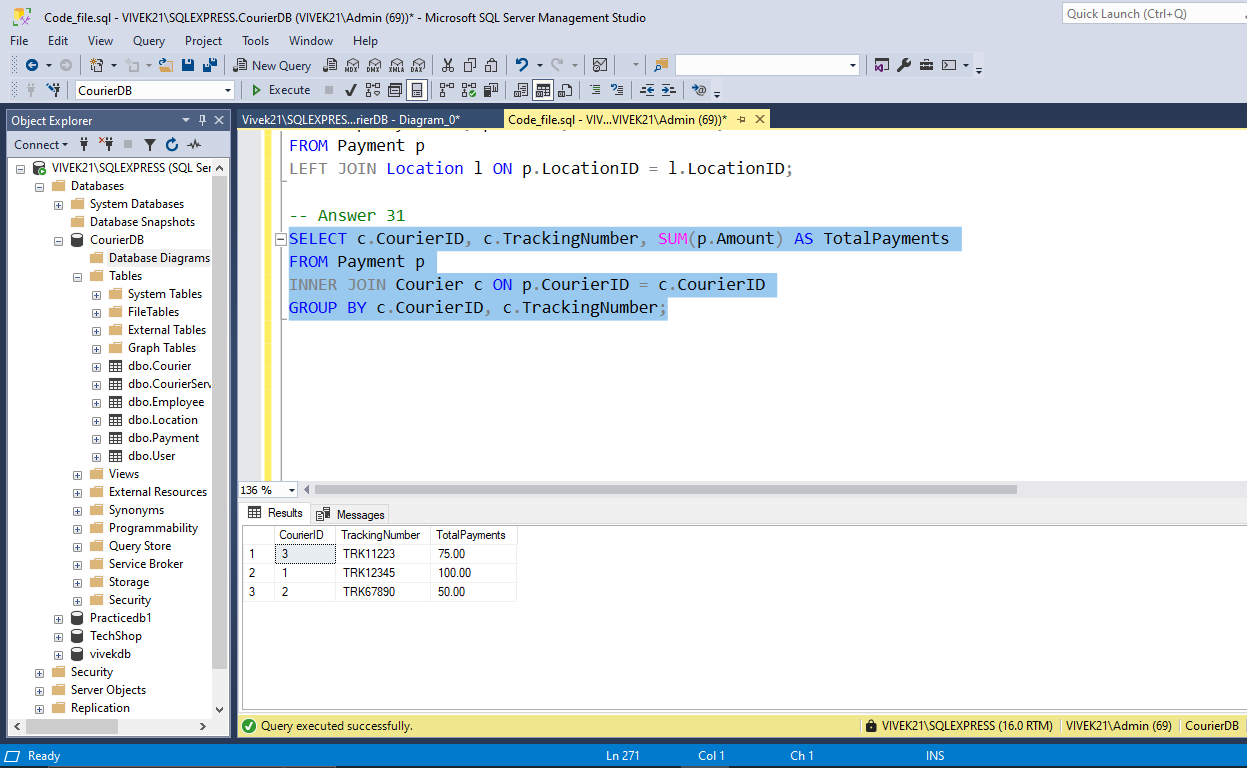 Code_file.sql - VIVEK21\SQLEXPRESS.CourierDB (VIVEK21\Admin (69))* - Microsoft SQL Server Management Studio
Quick Launch (Ctrl+Q)
File Edit View Query Project Tools Window Help
New Query MDX DMX XMLA DAX
CourierDB Execute
Object Explorer
Vivek21\SQLEXPRES...rierDB - Diagram_0* Code_file.sql - VIV...VIVEK21\Admin (69))*
Connect
VIVEK21\SQLEXPRESS (SQL Ser
Databases
System Databases
Database Snapshots
CourierDB
Database Diagrams
Tables
System Tables
FileTables
External Tables
Graph Tables
dbo.Courier
dbo.CourierServ
dbo.Employee
dbo.Location
dbo.Payment
dbo.User
Views
External Resources
Synonyms
Programmability
Query Store
Service Broker
Storage
Security
Practicedb1
TechShop
vivekdb
Security
Server Objects
Replication
FROM Payment p
LEFT JOIN Location l ON p.LocationID = l.LocationID;
-- Answer 31
SELECT c.CourierID, c.TrackingNumber, SUM(p.Amount) AS TotalPayments
FROM Payment p
INNER JOIN Courier c ON p.CourierID = c.CourierID
GROUP BY c.CourierID, c.TrackingNumber;
136 %
Results Messages
CourierID TrackingNumber TotalPayments
1 3 TRK11223 75.00
2 1 TRK12345 100.00
3 2 TRK67890 50.00
Query executed successfully. VIVEK21\SQLEXPRESS (16.0 RTM) VIVEK21\Admin (69) CourierDB
Ready Ln 271 Col 1 Ch 1 INS